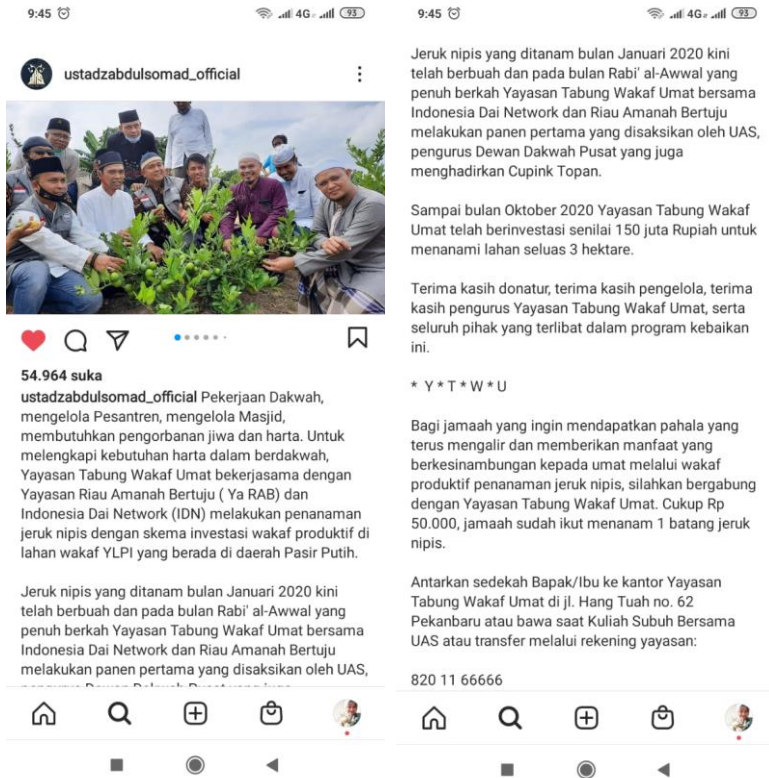 9:45
4G
93
ustadzabdulsomad_official
54.964 suka
ustadzabdulsomad_official Pekerjaan Dakwah,
mengelola Pesantren, mengelola Masjid,
membutuhkan pengorbanan jiwa dan harta. Untuk
melengkapi kebutuhan harta dalam berdakwah,
Yayasan Tabung Wakaf Umat bekerjasama dengan
Yayasan Riau Amanah Bertuju ( Ya RAB) dan
Indonesia Dai Network (IDN) melakukan penanaman
jeruk nipis dengan skema investasi wakaf produktif di
lahan wakaf YLPI yang berada di daerah Pasir Putih.
Jeruk nipis yang ditanam bulan Januari 2020 kini
telah berbuah dan pada bulan Rabi' al-Awwal yang
penuh berkah Yayasan Tabung Wakaf Umat bersama
Indonesia Dai Network dan Riau Amanah Bertuju
melakukan panen pertama yang disaksikan oleh UAS,
pengurus Dewan Dakwah Pusat yang juga
9:45
4G
93
Jeruk nipis yang ditanam bulan Januari 2020 kini
telah berbuah dan pada bulan Rabi' al-Awwal yang
penuh berkah Yayasan Tabung Wakaf Umat bersama
Indonesia Dai Network dan Riau Amanah Bertuju
melakukan panen pertama yang disaksikan oleh UAS,
pengurus Dewan Dakwah Pusat yang juga
menghadirkan Cupink Topan.
Sampai bulan Oktober 2020 Yayasan Tabung Wakaf
Umat telah berinvestasi senilai 150 juta Rupiah untuk
menanami lahan seluas 3 hektare.
Terima kasih donatur, terima kasih pengelola, terima
kasih pengurus Yayasan Tabung Wakaf Umat, serta
seluruh pihak yang terlibat dalam program kebaikan
ini.
* Y * T * W * U
Bagi jamaah yang ingin mendapatkan pahala yang
terus mengalir dan memberikan manfaat yang
berkesinambungan kepada umat melalui wakaf
produktif penanaman jeruk nipis, silahkan bergabung
dengan Yayasan Tabung Wakaf Umat. Cukup Rp
50.000, jamaah sudah ikut menanam 1 batang jeruk
nipis.
Antarkan sedekah Bapak/Ibu ke kantor Yayasan
Tabung Wakaf Umat di jl. Hang Tuah no. 62
Pekanbaru atau bawa saat Kuliah Subuh Bersama
UAS atau transfer melalui rekening yayasan:
820 11 66666